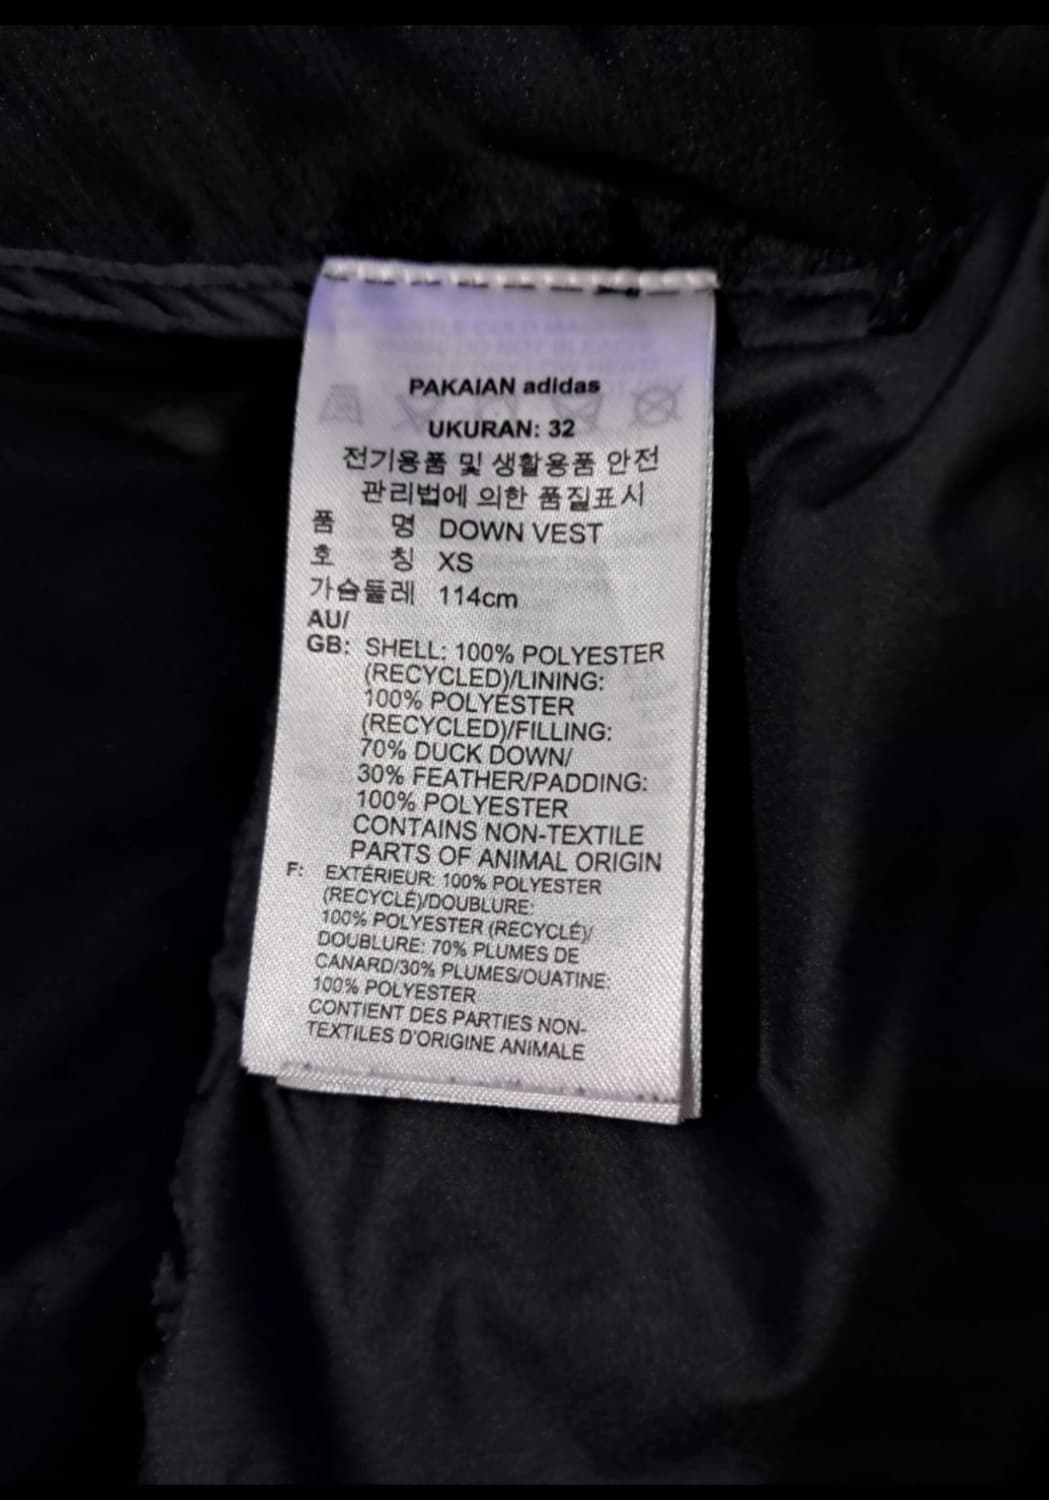 PAKAIAN adidas
UKURAN: 32
전기용품 및 생활용품 안전
관리법에 의한 품질표시
품 명 DOWN VEST
호 칭 XS
가슴둘레 114cm
AU/
GB: SHELL: 100% POLYESTER
(RECYCLED)/LINING:
100% POLYESTER
(RECYCLED)/FILLING:
70% DUCK DOWN/
30% FEATHER/PADDING:
100% POLYESTER
CONTAINS NON-TEXTILE
PARTS OF ANIMAL ORIGIN
F: EXTÉRIEUR: 100% POLYESTER
(RECYCLÉ)/DOUBLURE:
100% POLYESTER (RECYCLÉ)/
DOUBLURE: 70% PLUMES DE
CANARD/30% PLUMES/OUATINE:
100% POLYESTER
CONTIENT DES PARTIES NON-
TEXTILES D'ORIGINE ANIMALE